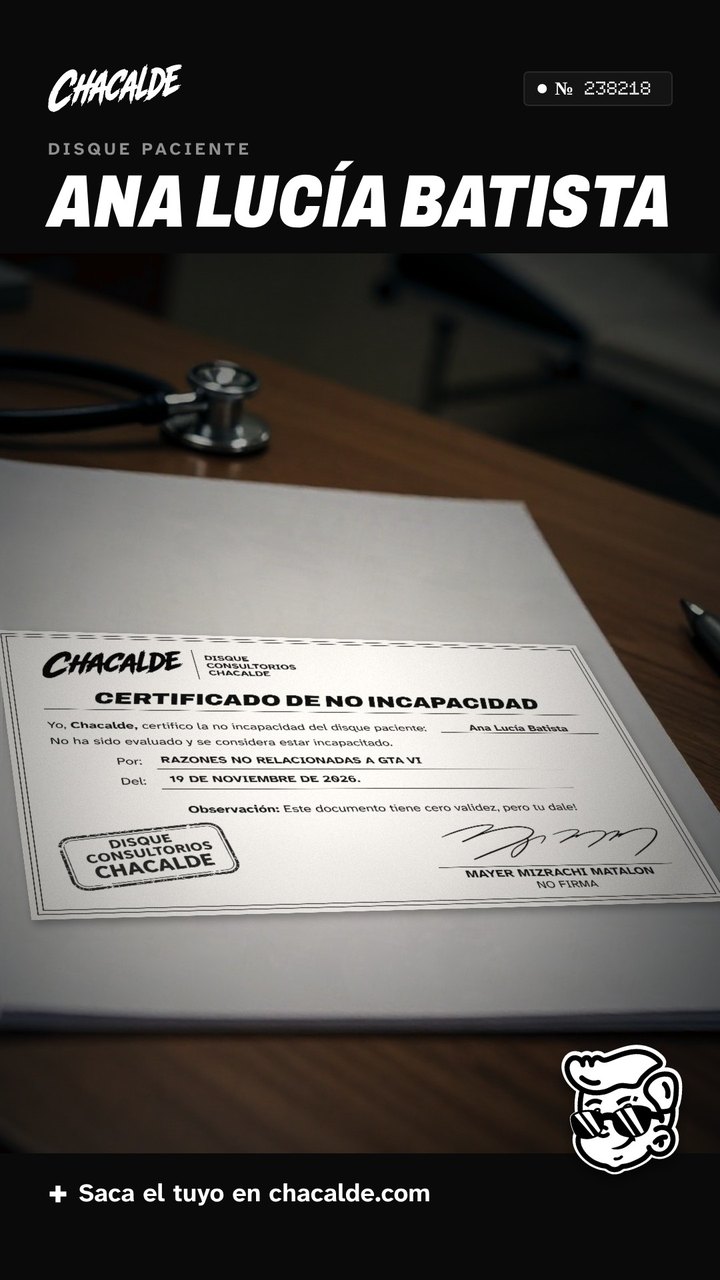 CHACALDE
Nº 238218
DISQUE PACIENTE
ANA LUCÍA BATISTA
CHACALDE
DISQUE
CONSULTORIOS
CHACALDE
CERTIFICADO DE NO INCAPACIDAD
Yo, Chacalde, certifico la no incapacidad del disque paciente: Ana Lucía Batista
No ha sido evaluado y se considera estar incapacitado.
Por: RAZONES NO RELACIONADAS A GTA VI
Del: 19 DE NOVIEMBRE DE 2026.
Observación: Este documento tiene cero validez, pero tu dale!
DISQUE
CONSULTORIOS
CHACALDE
MAYER MIZRACHI MATALON
NO FIRMA
+ Saca el tuyo en chacalde.com